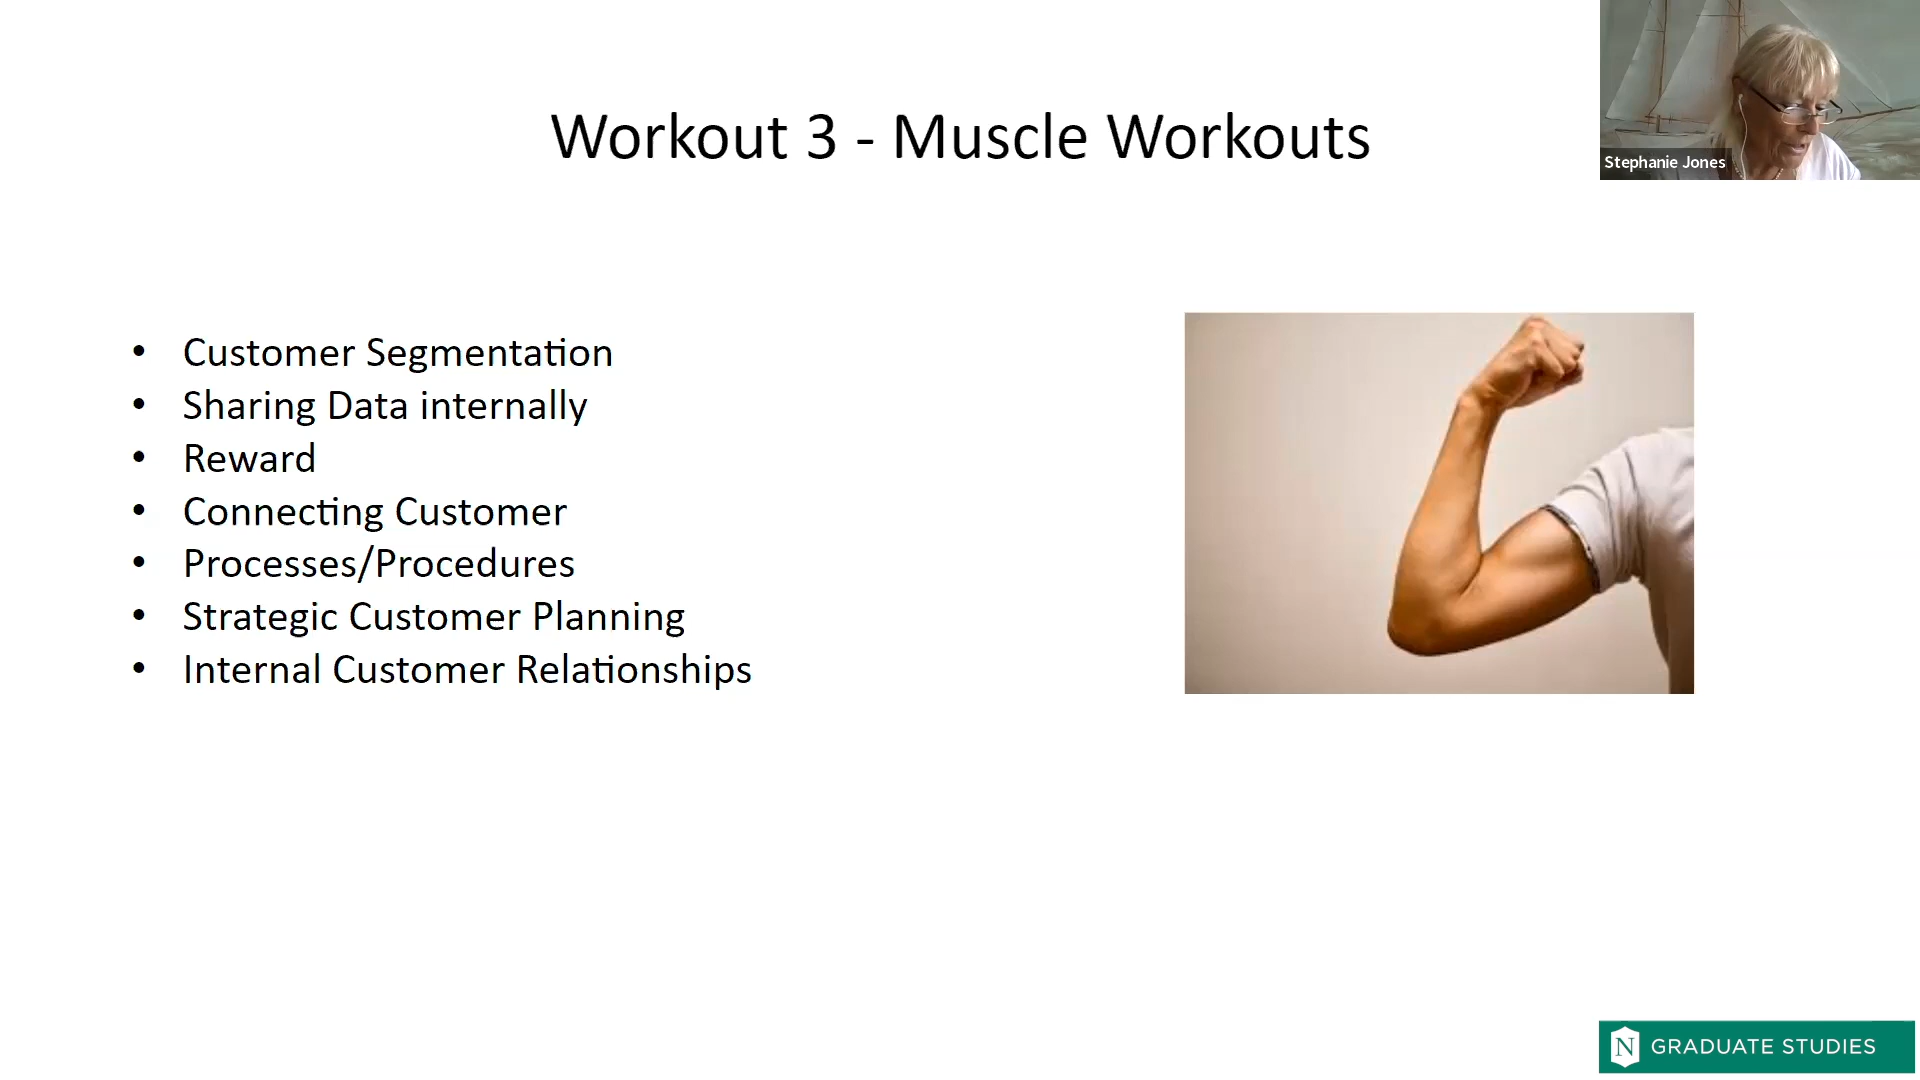 Workout 3 - Muscle Workouts
Stephanie Jones
• Customer Segmentation
• Sharing Data internally
• Reward
• Connecting Customer
• Processes/Procedures
• Strategic Customer Planning
• Internal Customer Relationships
N GRADUATE STUDIES